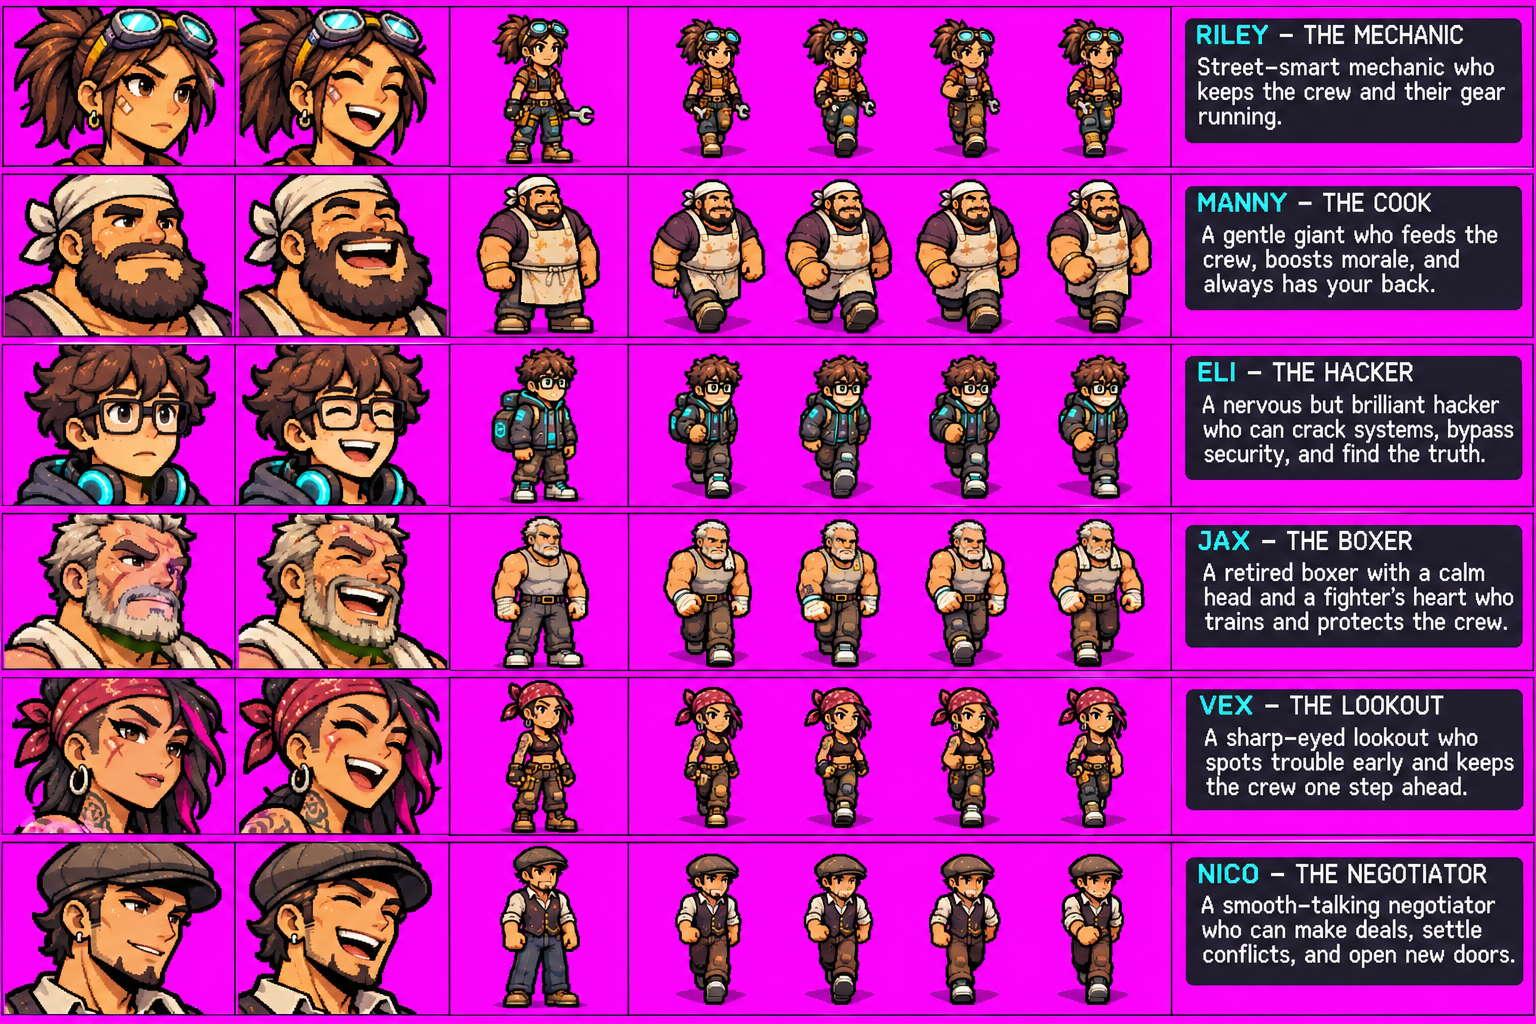 RILEY – THE MECHANIC
Street-smart mechanic who
keeps the crew and their gear
running.
MANNY – THE COOK
A gentle giant who feeds the
crew, boosts morale, and
always has your back.
ELI – THE HACKER
A nervous but brilliant hacker
who can crack systems, bypass
security, and find the truth.
JAX – THE BOXER
A retired boxer with a calm
head and a fighter's heart who
trains and protects the crew.
VEX – THE LOOKOUT
A sharp-eyed lookout who
spots trouble early and keeps
the crew one step ahead.
NICO – THE NEGOTIATOR
A smooth-talking negotiator
who can make deals, settle
conflicts, and open new doors.